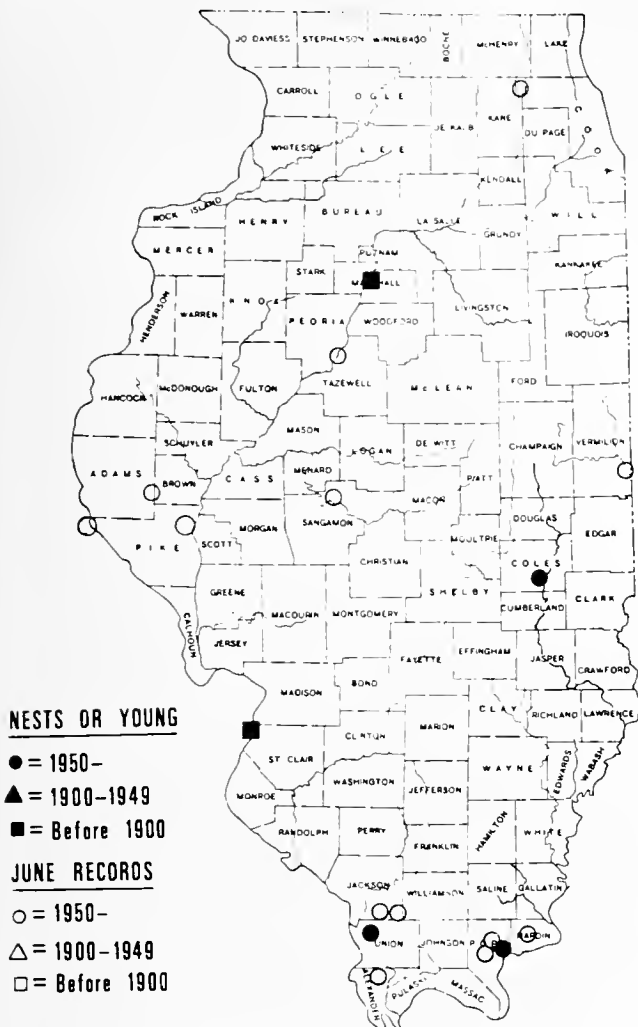 JO DAVIESS STEPHENSON WINNEBAGO BOONE McHENRY LAKE
CARROLL OGLE KANE
DE KALB DU PAGE
WHITESIDE LEE COOK
KENDALL
ROCK ISLAND HENRY BUREAU LA SALLE WILL
GRUNDY
MERCER PUTNAM KANKAKEE
STARK MARSHALL
HENDERSON WARREN KNOX PEORIA WOODFORD LIVINGSTON IROQUOIS
HANCOCK McDONOUGH FULTON TAZEWELL McLEAN FORD
MASON
SCHUYLER LOGAN DE WITT CHAMPAIGN VERMILION
ADAMS BROWN CASS MENARD PIATT
MACON
SANGAMON
PIKE SCOTT MORGAN MOULTRIE DOUGLAS EDGAR
CHRISTIAN COLES
GREENE SHELBY CLARK
CALHOUN MACOUPIN MONTGOMERY CUMBERLAND
JERSEY FAYETTE EFFINGHAM JASPER CRAWFORD
MADISON BOND
CLAY RICHLAND LAWRENCE
CLINTON MARION
ST CLAIR WAYNE EDWARDS WABASH
MONROE WASHINGTON JEFFERSON
RANDOLPH PERRY HAMILTON WHITE
FRANKLIN
JACKSON WILLIAMSON SALINE GALLATIN
UNION JOHNSON HARDIN
ALEXANDER PULASKI MASSAC
NESTS OR YOUNG
● = 1950-
▲ = 1900-1949
■ = Before 1900
JUNE RECORDS
○ = 1950-
△ = 1900-1949
□ = Before 1900